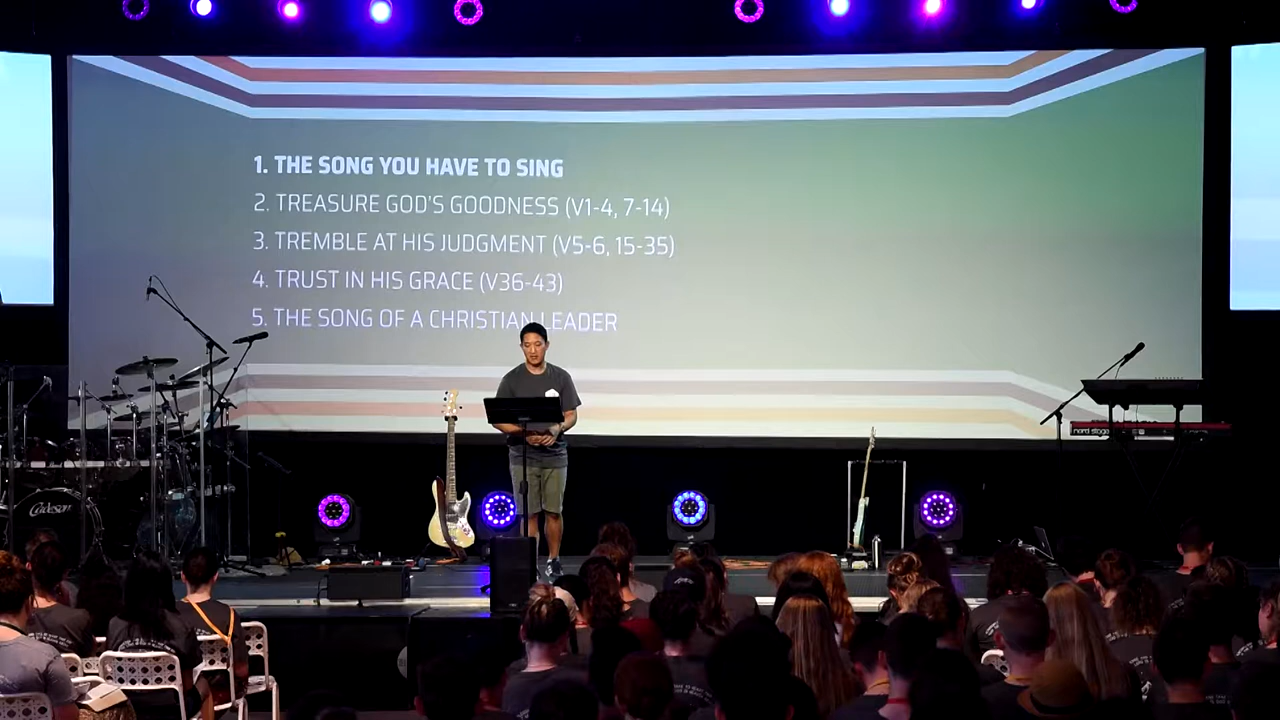 1. THE SONG YOU HAVE TO SING
2. TREASURE GOD'S GOODNESS (V1-4, 7-14)
3. TREMBLE AT HIS JUDGMENT (V5-6, 15-35)
4. TRUST IN HIS GRACE (V36-43)
5. THE SONG OF A CHRISTIAN LEADER
nord stage
Cadeson